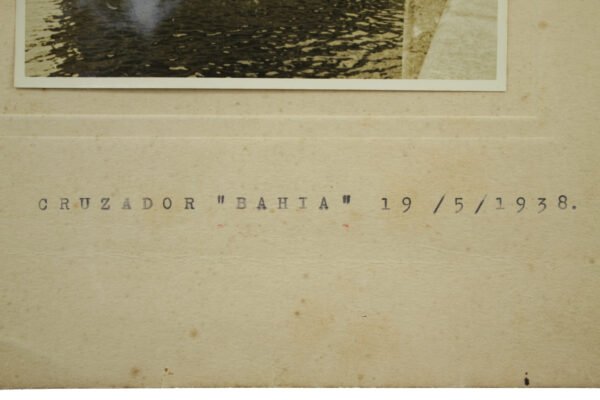 CRUZADOR "BAHIA" 19 /5/1938.